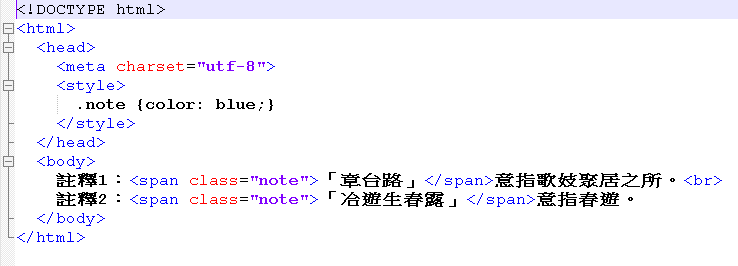 <!DOCTYPE html>
<html>
<head>
<meta charset="utf-8">
<style>
.note {color: blue;}
</style>
</head>
<body>
註釋1：<span class="note">「章台路」</span>意指歌妓聚居之所。<br>
註釋2：<span class="note">「冶遊生春露」</span>意指春遊。
</body>
</html>